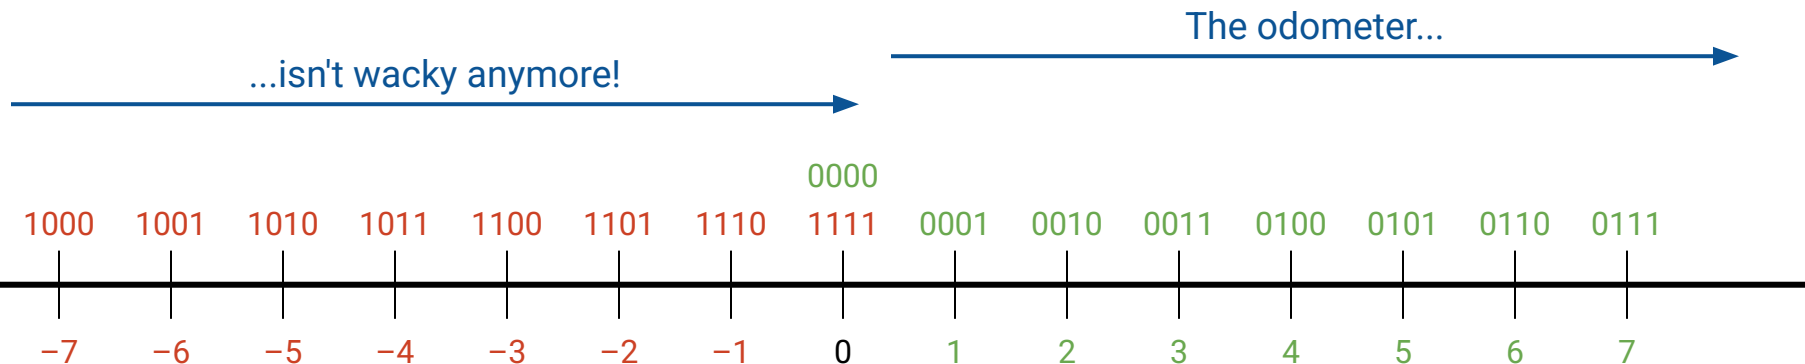 The odometer...
...isn't wacky anymore!
0000
1000 1001 1010 1011 1100 1101 1110 1111 0001 0010 0011 0100 0101 0110 0111
−7 −6 −5 −4 −3 −2 −1 0 1 2 3 4 5 6 7